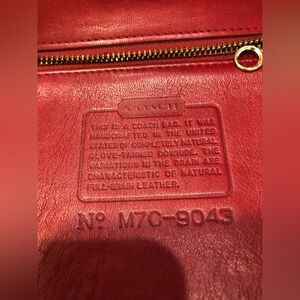 COACH
THIS IS A COACH BAG. IT WAS
HANDCRAFTED IN THE UNITED
STATES OF COMPLETELY NATURAL
GLOVE-TANNED COWHIDE. THE
VARIATIONS IN THE GRAIN ARE
CHARACTERISTIC OF NATURAL
FULL-GRAIN LEATHER.
Nº M7C-9043